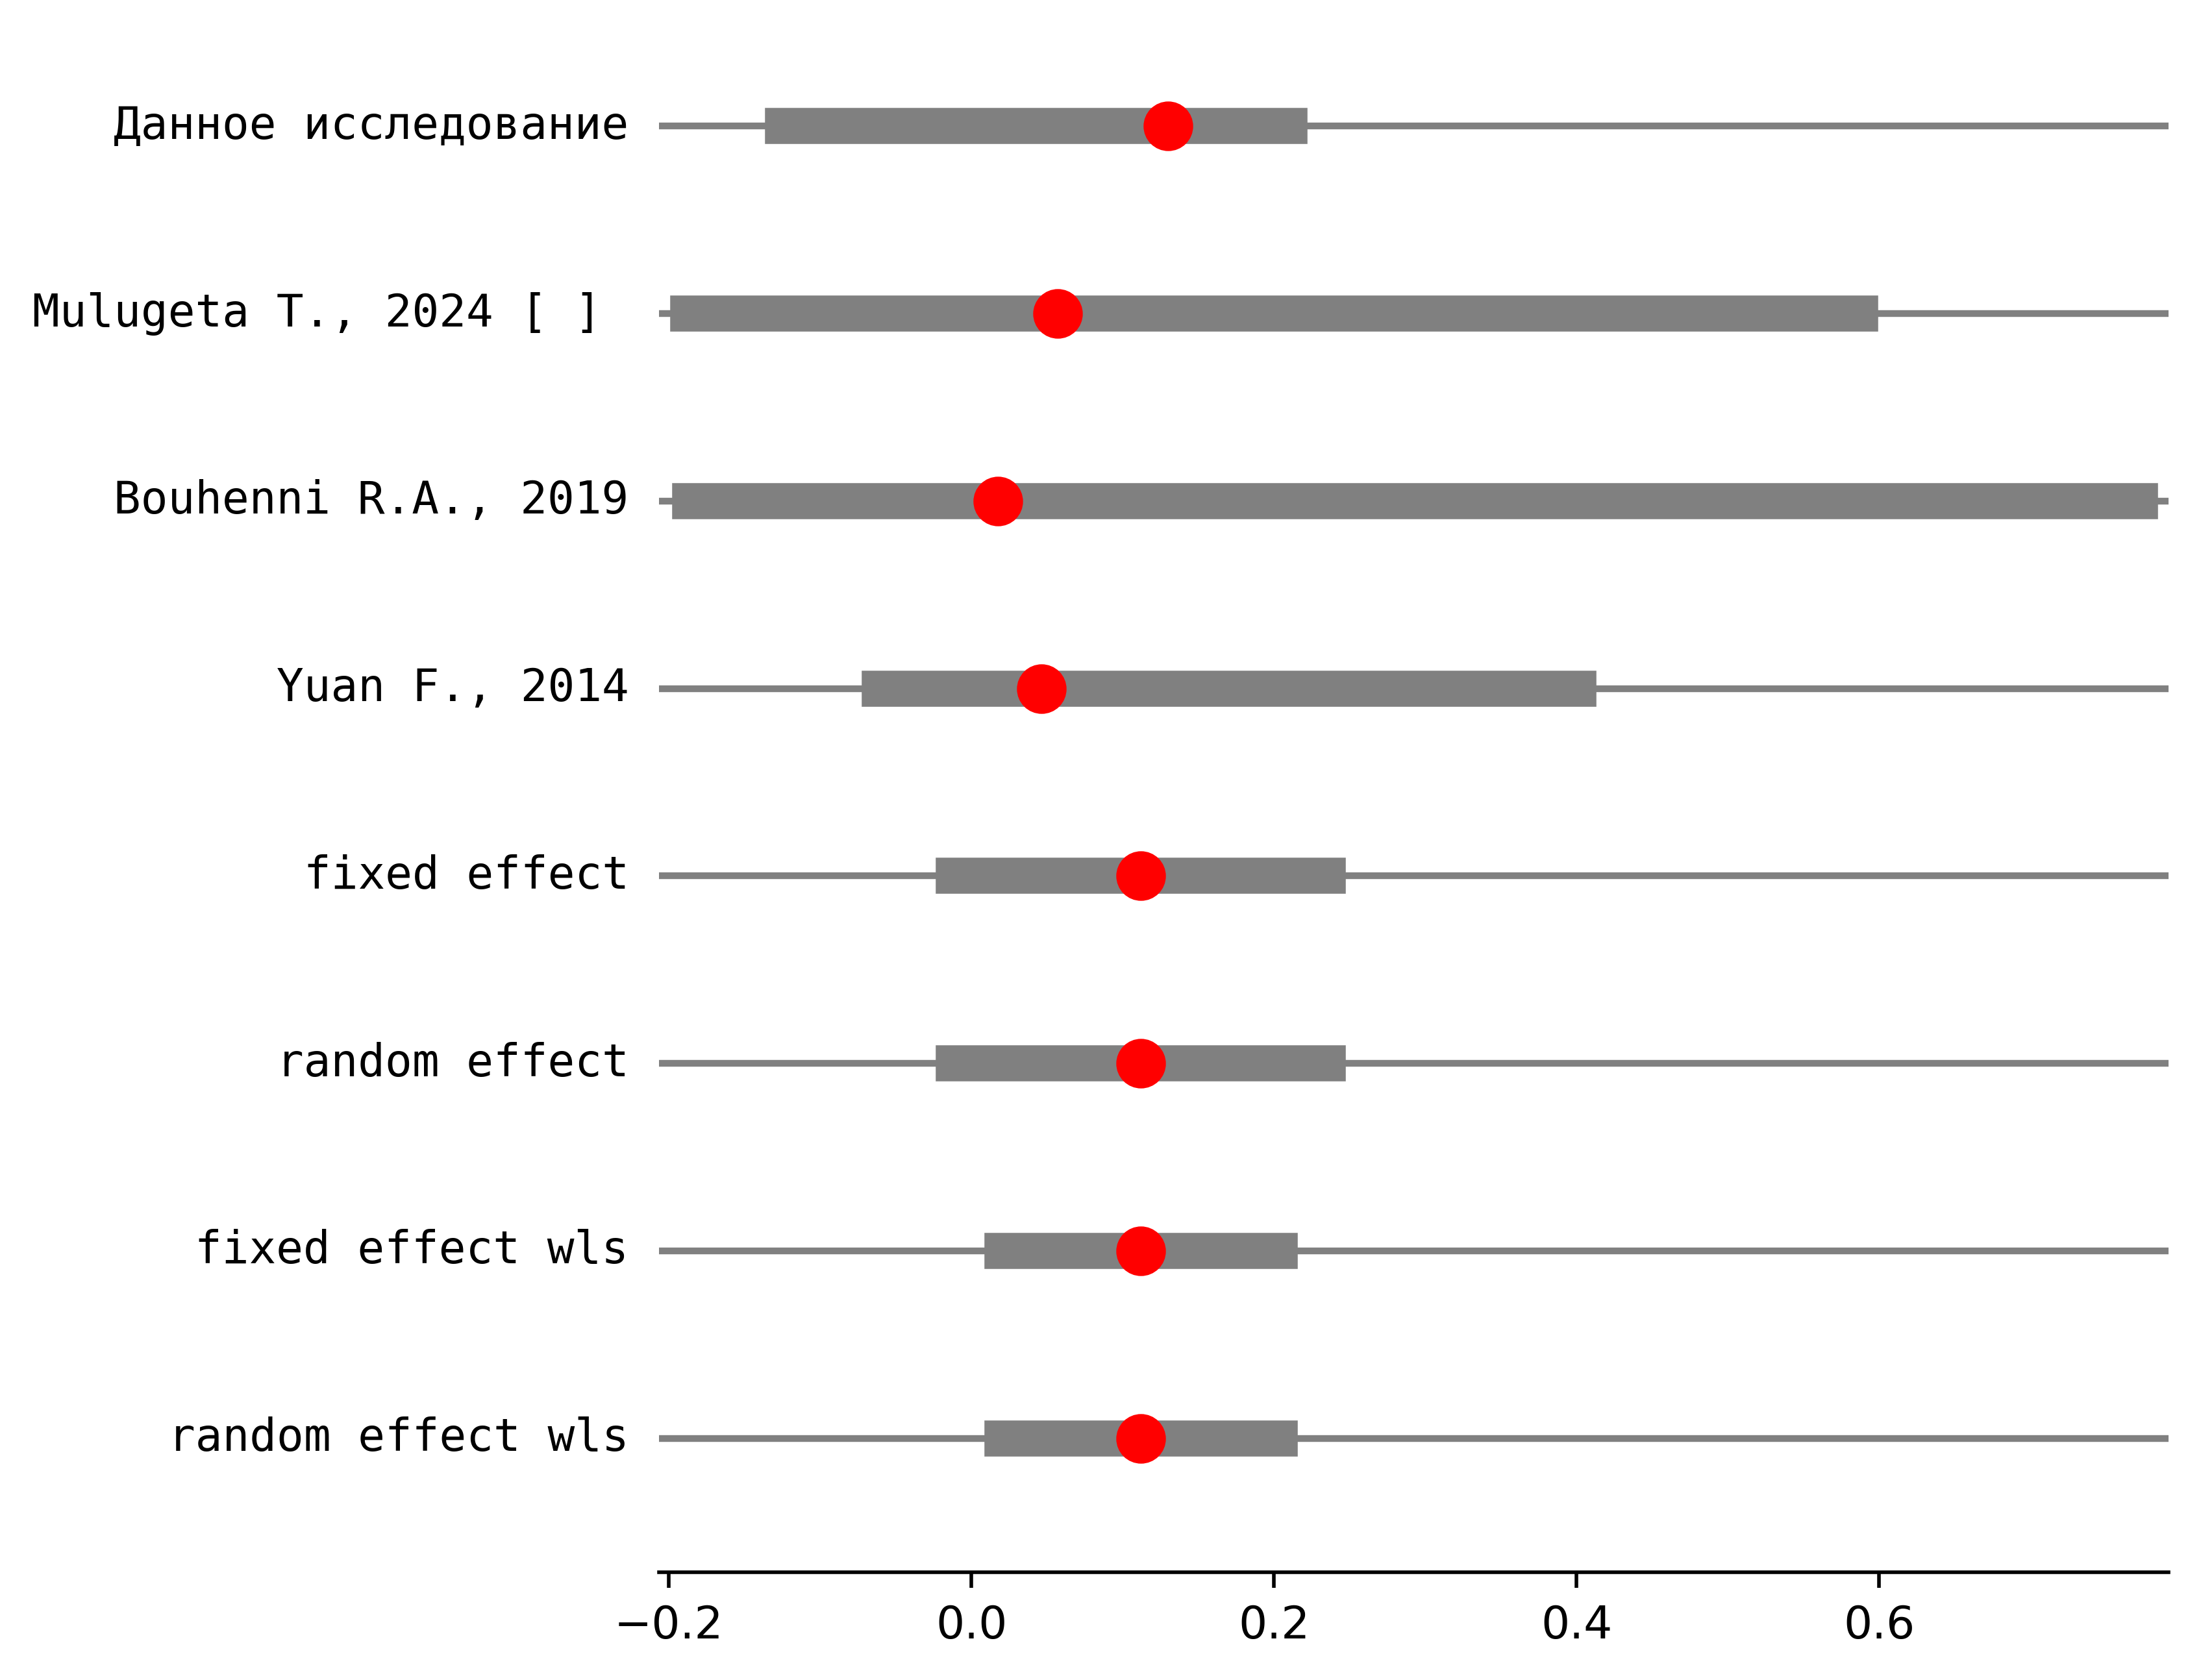 Данное исследование
Mulugeta T., 2024 [ ]
Bouhenni R.A., 2019
Yuan F., 2014
fixed effect
random effect
fixed effect wls
random effect wls
−0.2 0.0 0.2 0.4 0.6